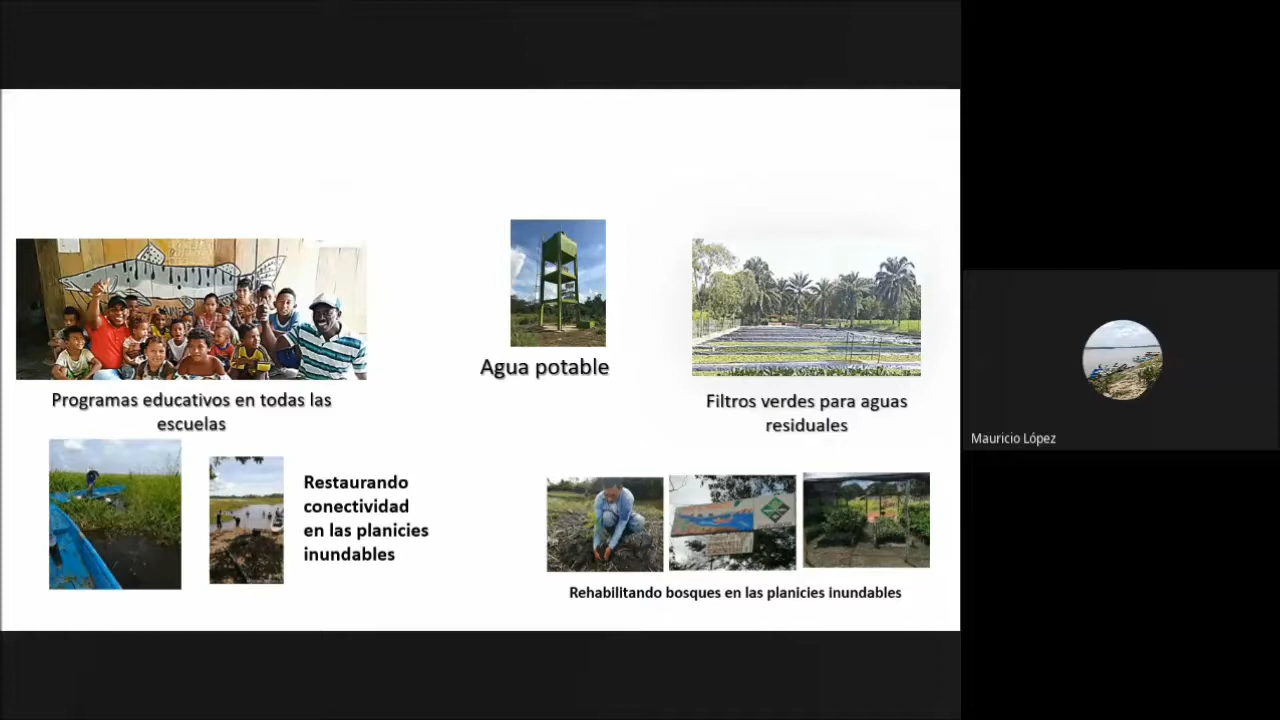 Programas educativos en todas las
escuelas
Agua potable
Filtros verdes para aguas
residuales
Restaurando
conectividad
en las planicies
inundables
Rehabilitando bosques en las planicies inundables
Mauricio López